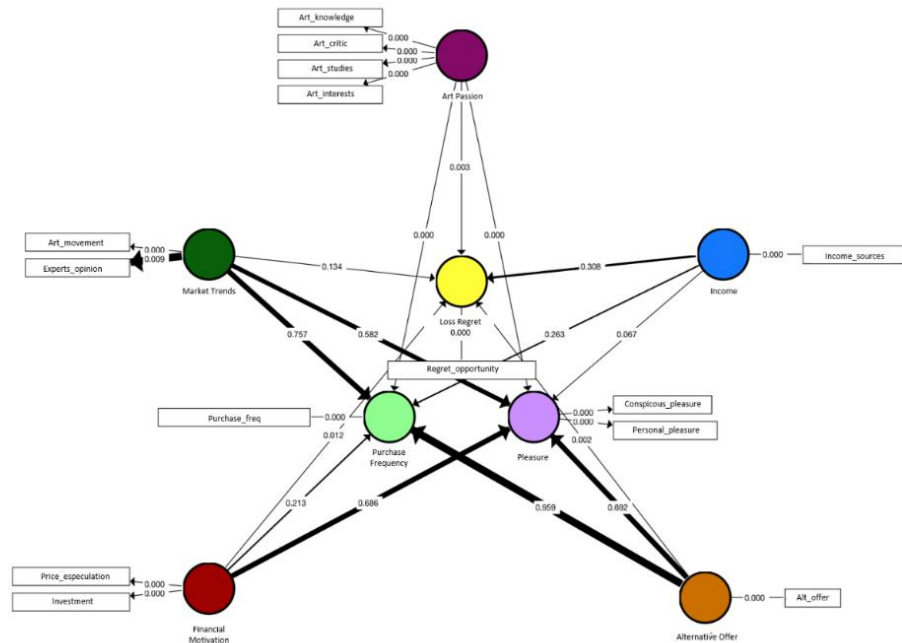 Art_knowledge
0.000
Art_critic
0.000
Art_studies
0.000
Art_interests
0.000
Art Passion
0.003
0.000
0.000
Art_movement
0.000
Experts_opinion
0.009
Market Trends
0.134
0.308
0.000
Income_sources
Income
Loss Regret
0.000
0.757
0.582
0.263
0.067
Regret_opportunity
Purchase_freq
0.000
0.000
Conspicous_pleasure
0.000
Personal_pleasure
0.012
Purchase
Frequency
Pleasure
0.002
0.213
0.686
0.959
0.692
Price_especulation
0.000
Investment
0.000
0.000
Alt_offer
Financial
Motivation
Alternative Offer